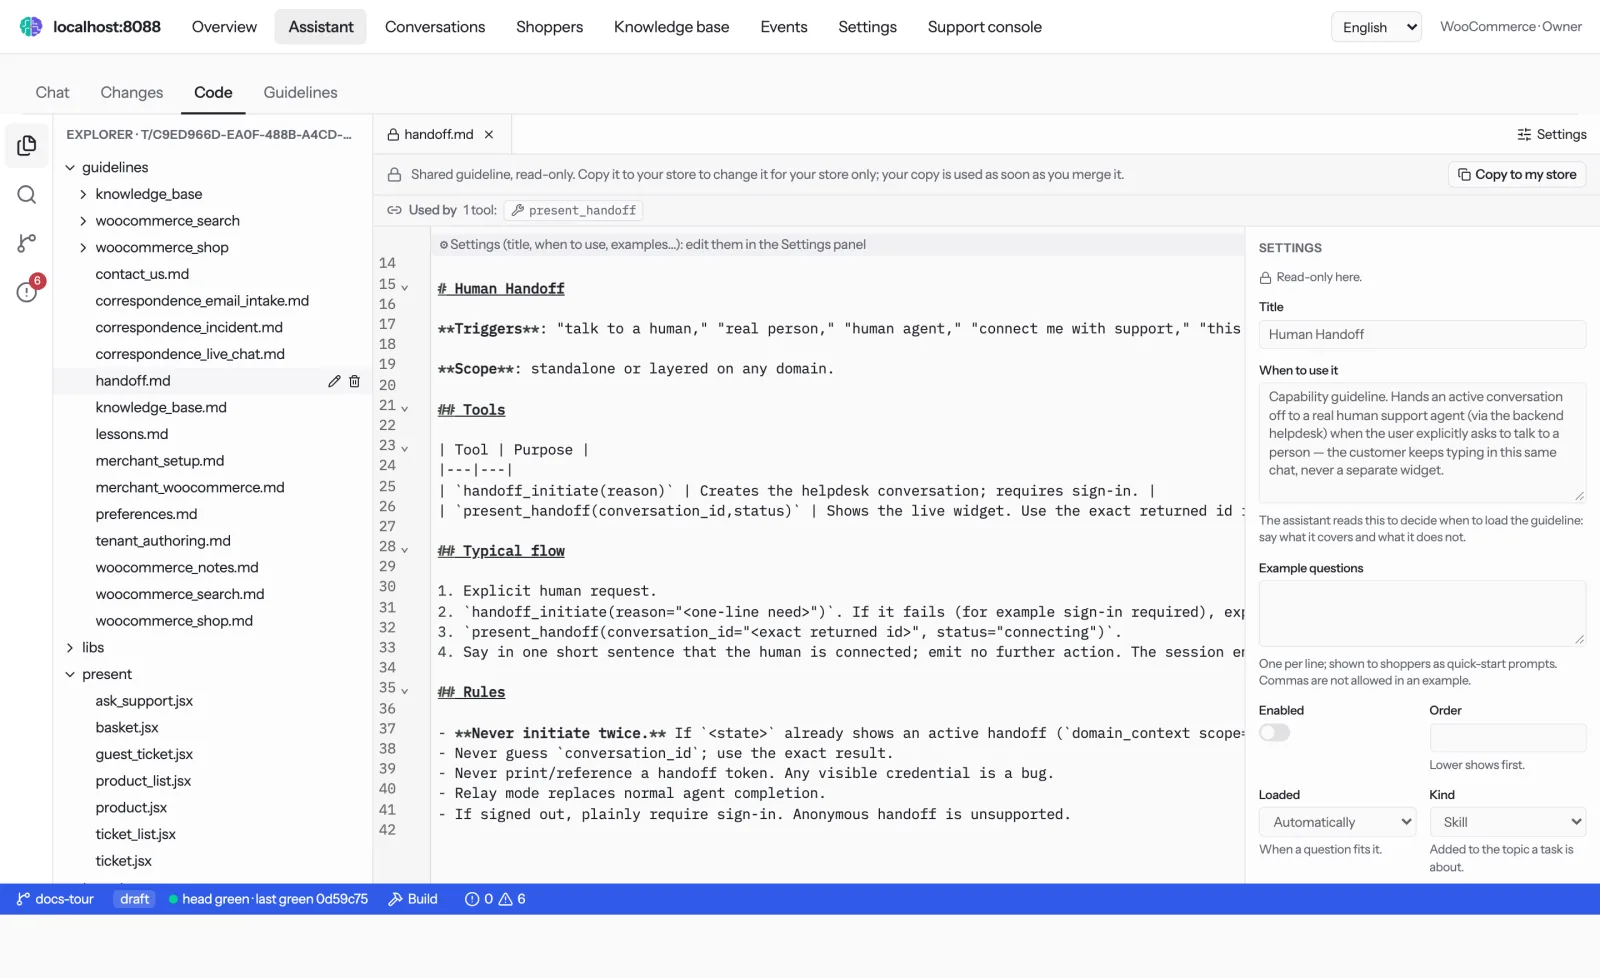 localhost:8088
Overview
Assistant
Conversations
Shoppers
Knowledge base
Events
Settings
Support console
English
WooCommerce·Owner
Chat
Changes
Code
Guidelines
EXPLORER·T/C9ED966D-EA0F-488B-A4CD-...
guidelines
knowledge_base
woocommerce_search
woocommerce_shop
contact_us.md
correspondence_email_intake.md
correspondence_incident.md
correspondence_live_chat.md
handoff.md
knowledge_base.md
lessons.md
merchant_setup.md
merchant_woocommerce.md
preferences.md
tenant_authoring.md
woocommerce_notes.md
woocommerce_search.md
woocommerce_shop.md
libs
present
ask_support.jsx
basket.jsx
guest_ticket.jsx
product_list.jsx
product.jsx
ticket_list.jsx
ticket.jsx
6
handoff.md
Settings
Shared guideline, read-only. Copy it to your store to change it for your store only; your copy is used as soon as you merge it.
Copy to my store
Used by 1 tool: present_handoff
Settings (title, when to use, examples...): edit them in the Settings panel
14
15 # Human Handoff
16
17 **Triggers**: "talk to a human," "real person," "human agent," "connect me with support," "this
18
19 **Scope**: standalone or layered on any domain.
20
21 ## Tools
22
23 | Tool | Purpose |
24 |---|---|
25 | `handoff_initiate(reason)` | Creates the helpdesk conversation; requires sign-in. |
26 | `present_handoff(conversation_id,status)` | Shows the live widget. Use the exact returned id
27
28 ## Typical flow
29
30 1. Explicit human request.
31 2. `handoff_initiate(reason="<one-line need>")`. If it fails (for example sign-in required), exp
32 3. `present_handoff(conversation_id="<exact returned id>", status="connecting")`.
33 4. Say in one short sentence that the human is connected; emit no further action. The session en
34
35 ## Rules
36
37 - **Never initiate twice.** If `<state>` already shows an active handoff (`domain_context scope=
38 - Never guess `conversation_id`; use the exact result.
39 - Never print/reference a handoff token. Any visible credential is a bug.
40 - Relay mode replaces normal agent completion.
41 - If signed out, plainly require sign-in. Anonymous handoff is unsupported.
42
SETTINGS
Read-only here.
Title
Human Handoff
When to use it
Capability guideline. Hands an active conversation
off to a real human support agent (via the backend
helpdesk) when the user explicitly asks to talk to a
person — the customer keeps typing in this same
chat, never a separate widget.
The assistant reads this to decide when to load the guideline:
say what it covers and what it does not.
Example questions
One per line; shown to shoppers as quick-start prompts.
Commas are not allowed in an example.
Enabled
Order
Lower shows first.
Loaded
Kind
Automatically
Skill
When a question fits it.
Added to the topic a task is
about.
docs-tour
draft
head green·last green 0d59c75
Build
0
6